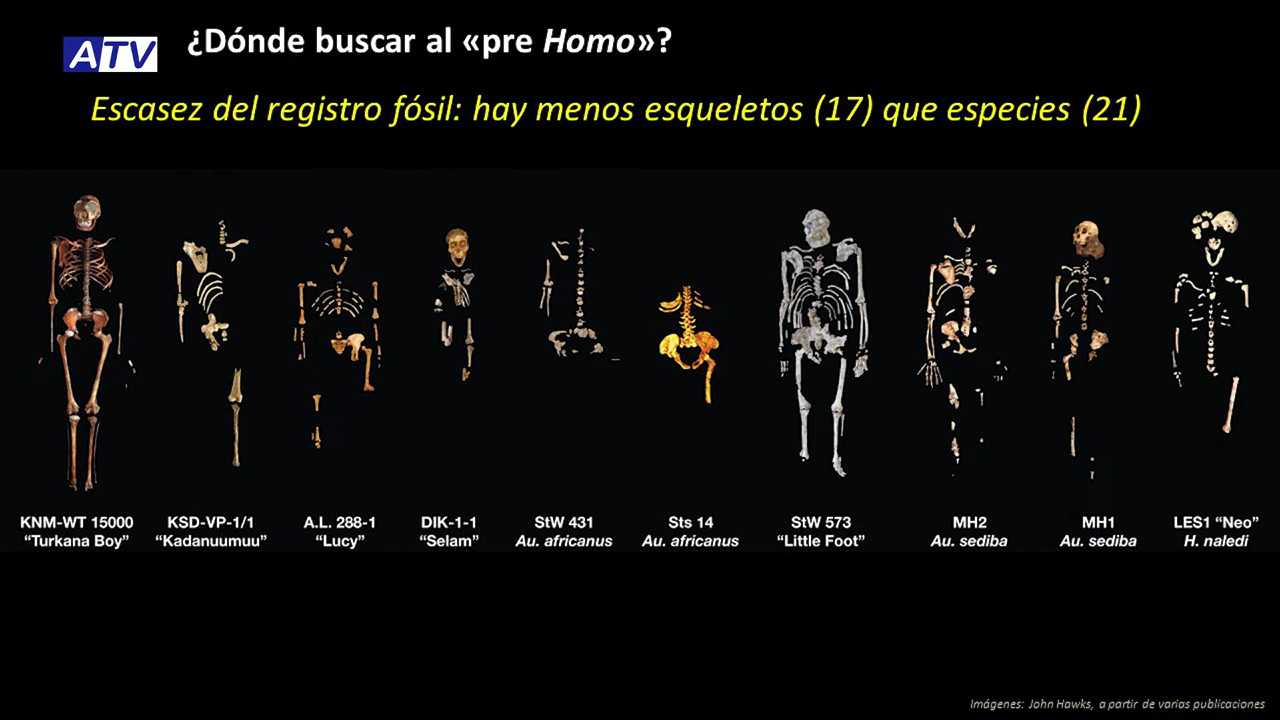 ATV
¿Dónde buscar al «pre Homo»?
Escasez del registro fósil: hay menos esqueletos (17) que especies (21)
KNM-WT 15000
“Turkana Boy”
KSD-VP-1/1
“Kadanuumuu”
A.L. 288-1
“Lucy”
DIK-1-1
“Selam”
StW 431
Au. africanus
Sts 14
Au. africanus
StW 573
“Little Foot”
MH2
Au. sediba
MH1
Au. sediba
LES1 “Neo”
H. naledi
Imágenes: John Hawks, a partir de varias publicaciones